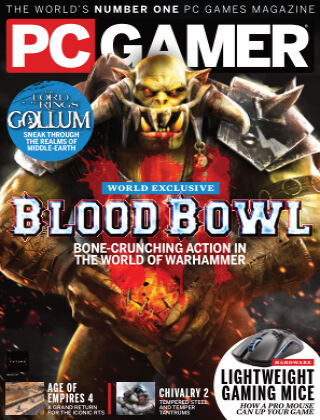 THE WORLD'S NUMBER ONE PC GAMES MAGAZINE
PC GAMER
THE LORD
OF THE RINGS
GOLLUM
SNEAK THROUGH
THE REALMS OF
MIDDLE-EARTH
WORLD EXCLUSIVE
BLOOD BOWL
BONE-CRUNCHING ACTION IN
THE WORLD OF WARHAMMER
HARDWARE
LIGHTWEIGHT
GAMING MICE
HOW A PRO MOUSE
CAN UP YOUR GAME
AGE OF
EMPIRES 4
A GRAND RETURN
FOR THE ICONIC RTS
CHIVALRY 2
TEMPERED STEEL
AND TEMPER
TANTRUMS